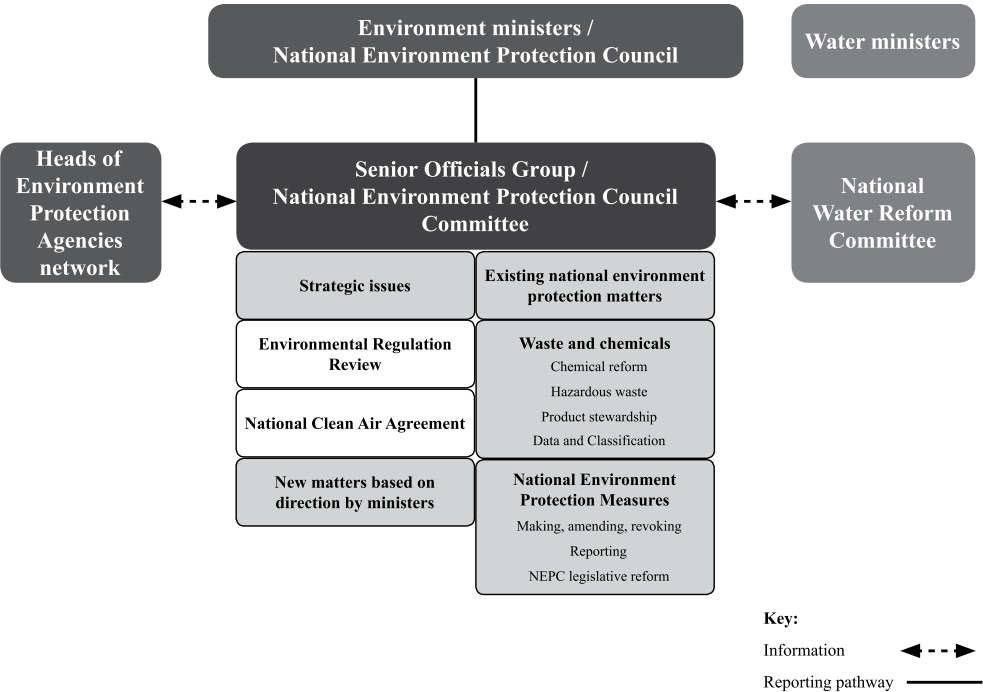 Environment ministers /
National Environment Protection Council
Water ministers
Heads of
Environment
Protection
Agencies
network
Senior Officials Group /
National Environment Protection Council
Committee
National
Water Reform
Committee
Strategic issues
Existing national environment
protection matters
Environmental Regulation
Review
National Clean Air Agreement
New matters based on
direction by ministers
Waste and chemicals
Chemical reform
Hazardous waste
Product stewardship
Data and Classification
National Environment
Protection Measures
Making, amending, revoking
Reporting
NEPC legislative reform
Key:
Information
Reporting pathway